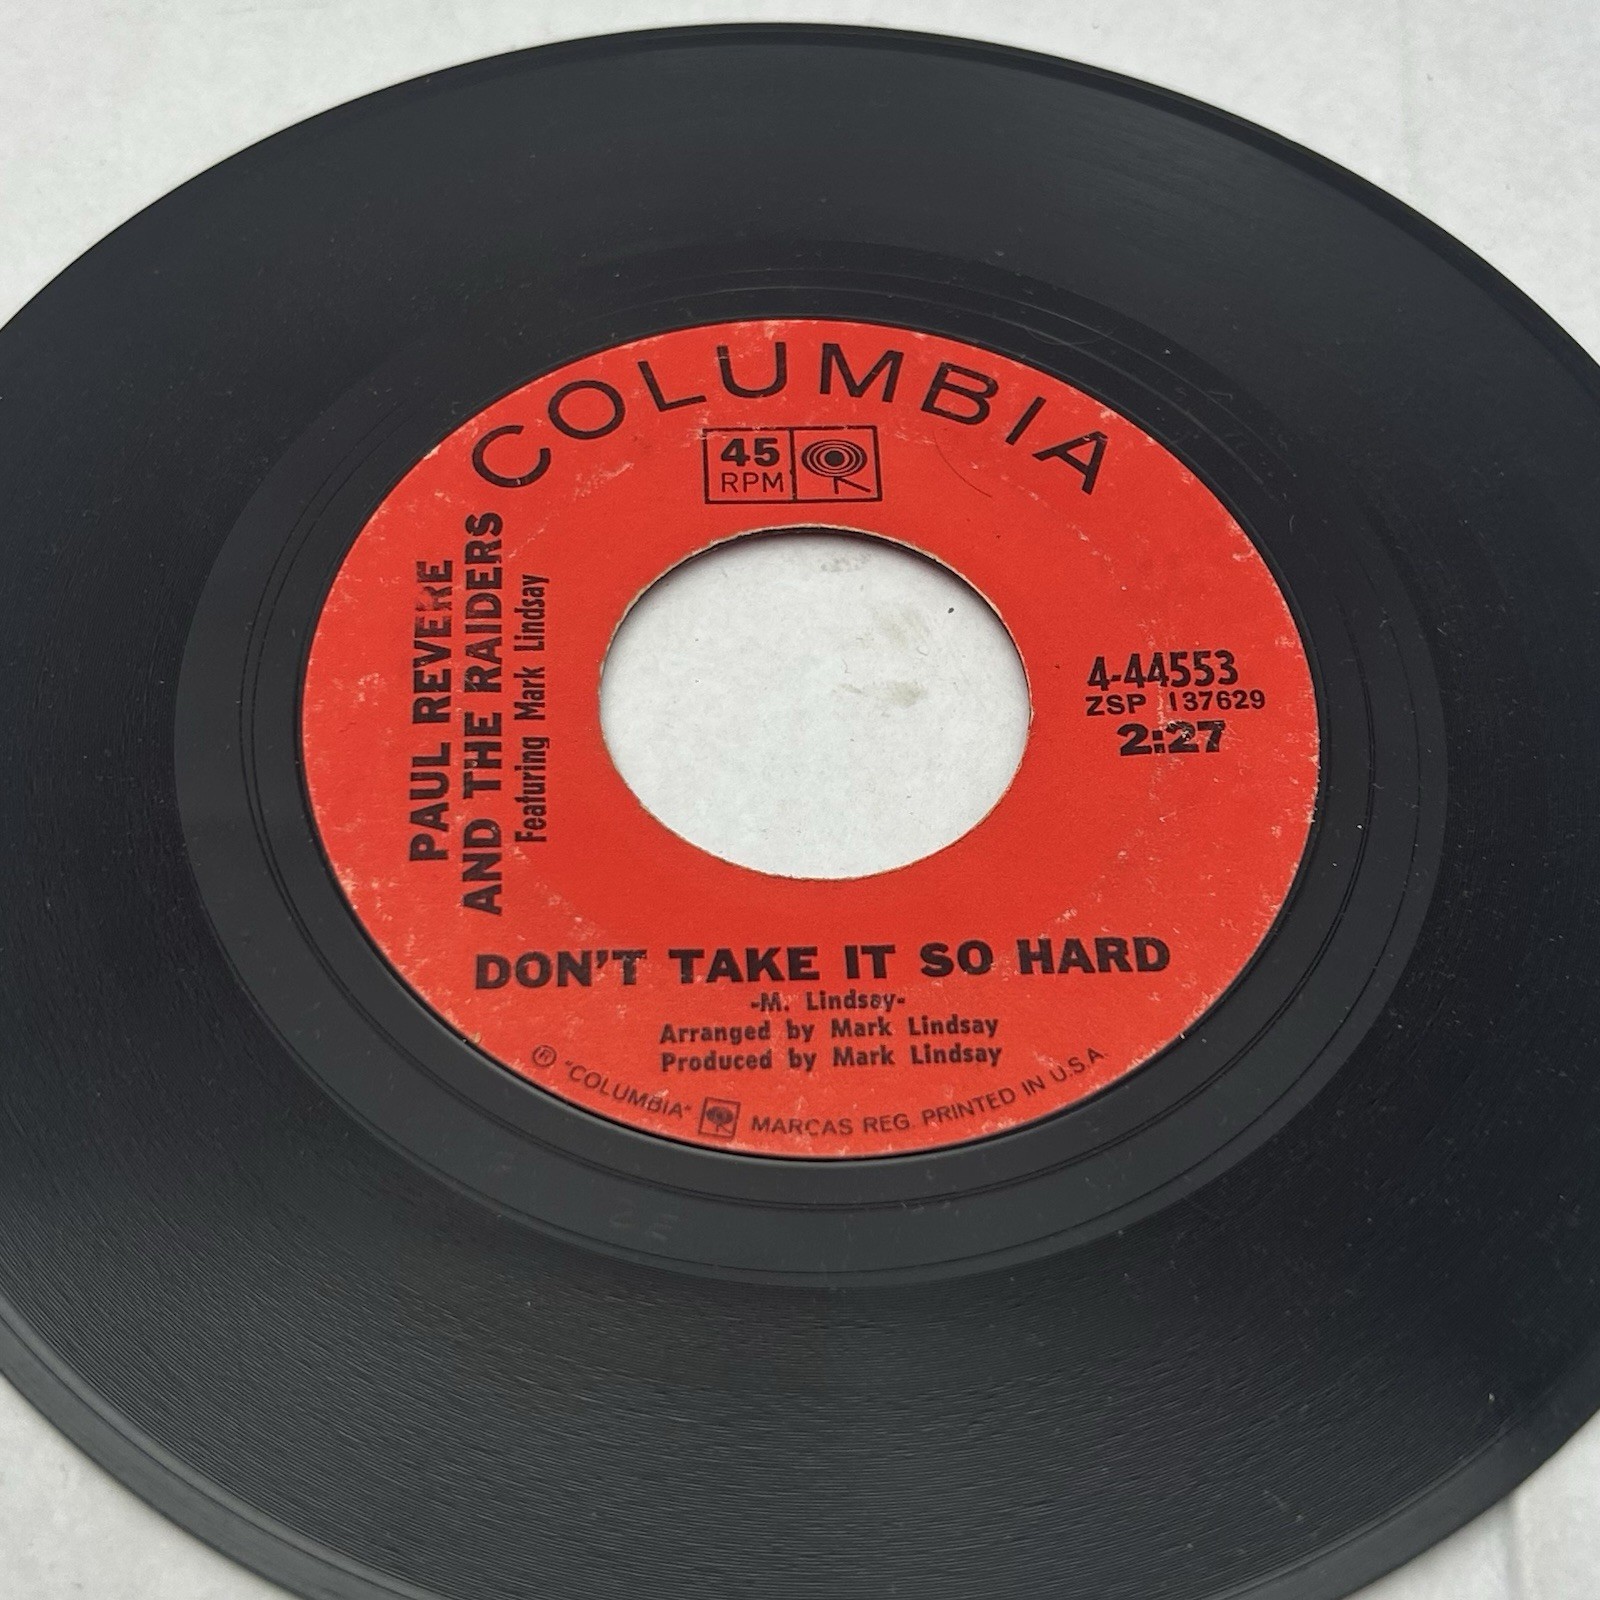 COLUMBIA
45
RPM
PAUL REVERE
AND THE RAIDERS
Featuring Mark Lindsay
4-44553
ZSP 137629
2:27
DON'T TAKE IT SO HARD
-M. Lindsay-
Arranged by Mark Lindsay
Produced by Mark Lindsay
® "COLUMBIA" MARCAS REG. PRINTED IN U.S.A.